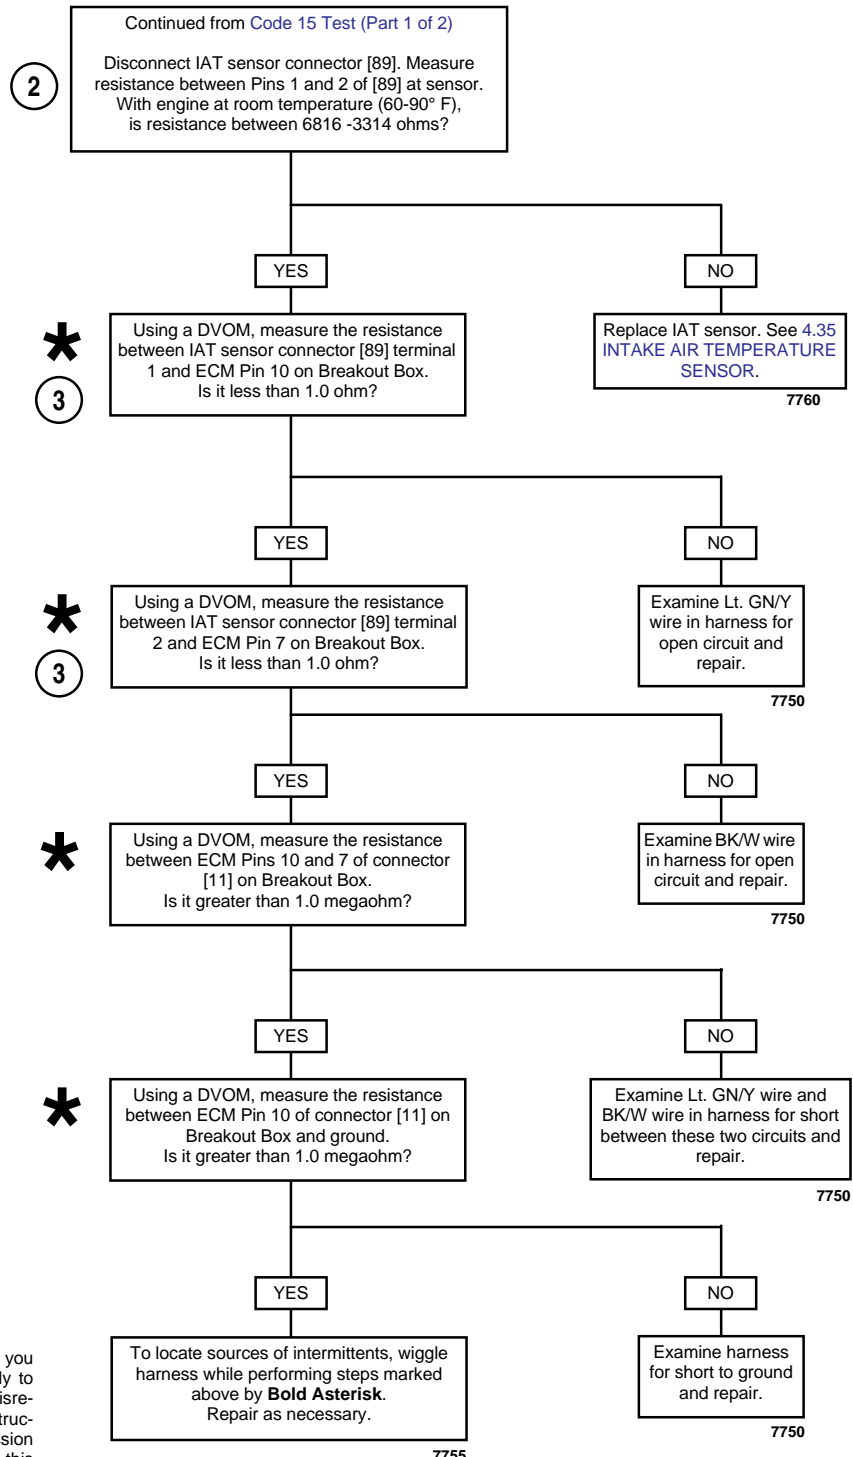 Continued from Code 15 Test (Part 1 of 2)
Disconnect IAT sensor connector [89]. Measure
resistance between Pins 1 and 2 of [89] at sensor.
With engine at room temperature (60-90° F),
is resistance between 6816 -3314 ohms?
2
YES
NO
Using a DVOM, measure the resistance
between IAT sensor connector [89] terminal
1 and ECM Pin 10 on Breakout Box.
Is it less than 1.0 ohm?
*
3
Replace IAT sensor. See 4.35
INTAKE AIR TEMPERATURE
SENSOR.
7760
YES
NO
Using a DVOM, measure the resistance
between IAT sensor connector [89] terminal
2 and ECM Pin 7 on Breakout Box.
Is it less than 1.0 ohm?
*
3
Examine Lt. GN/Y
wire in harness for
open circuit and
repair.
7750
YES
NO
Using a DVOM, measure the resistance
between ECM Pins 10 and 7 of connector
[11] on Breakout Box.
Is it greater than 1.0 megaohm?
*
Examine BK/W wire
in harness for open
circuit and repair.
7750
YES
NO
Using a DVOM, measure the resistance
between ECM Pin 10 of connector [11] on
Breakout Box and ground.
Is it greater than 1.0 megaohm?
*
Examine Lt. GN/Y wire and
BK/W wire in harness for short
between these two circuits and
repair.
7750
YES
NO
To locate sources of intermittents, wiggle
harness while performing steps marked
above by Bold Asterisk.
Repair as necessary.
7755
Examine harness
for short to ground
and repair.
7750
you
ly to
isre-
truc-
ssion
this